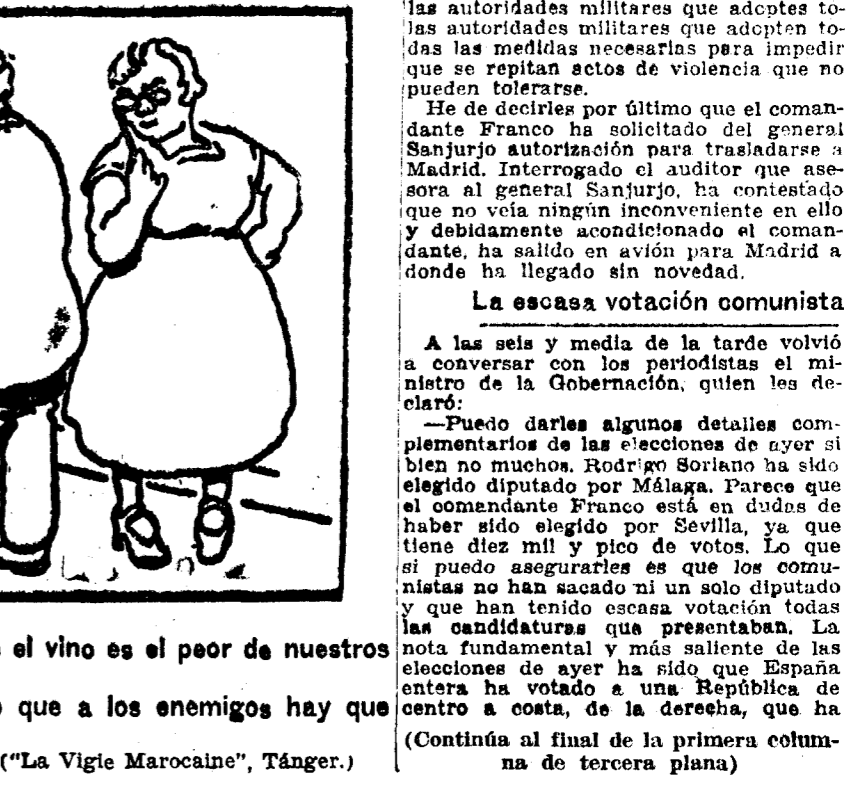 las autoridades militares que adoptes to-
las autoridades militares que adopten to-
das las medidas necesarias para impedir
que se repitan actos de violencia que no
pueden tolerarse.
He de decirles por último que el coman-
dante Franco ha solicitado del general
Sanjurjo autorización para trasladarse a
Madrid. Interrogado el auditor que ase-
sora al general Sanjurjo, ha contestado
que no veía ningún inconveniente en ello
y debidamente acondicionado el coman-
dante, ha salido en avión para Madrid a
donde ha llegado sin novedad.
La escasa votación comunista
A las seis y media de la tarde volvió
a conversar con los periodistas el mi-
nistro de la Gobernación, quien les de-
claró:
—Puedo darles algunos detalles com-
plementarios de las elecciones de ayer si
bien no muchos. Rodrigo Soriano ha sido
elegido diputado por Málaga. Parece que
el comandante Franco está en dudas de
haber sido elegido por Sevilla, ya que
tiene diez mil y pico de votos. Lo que
si puedo asegurarles es que los comu-
nistas no han sacado ni un solo diputado
y que han tenido escasa votación todas
las candidaturas que presentaban. La
nota fundamental y más saliente de las
elecciones de ayer ha sido que España
entera ha votado a una República de
centro a costa, de la derecha, que ha
(Continúa al final de la primera colum-
na de tercera plana)
el vino es el peor de nuestros
que a los enemigos hay que
("La Vigie Marocaine", Tánger.)